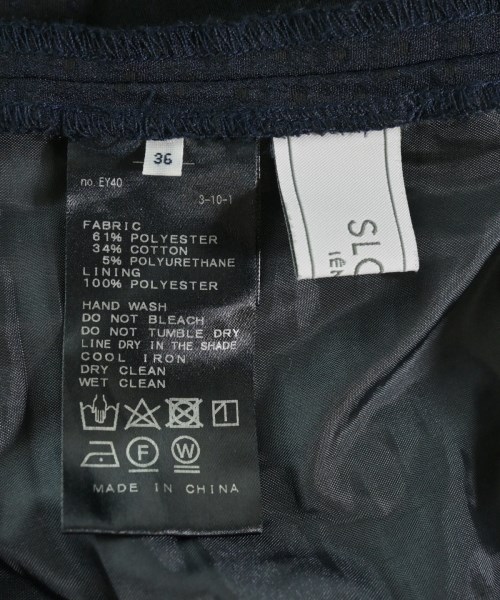 36
no. EY40
3-10-1
FABRIC
61% POLYESTER
34% COTTON
5% POLYURETHANE
LINING
100% POLYESTER
HAND WASH
DO NOT BLEACH
DO NOT TUMBLE DRY
LINE DRY IN THE SHADE
COOL IRON
DRY CLEAN
WET CLEAN
F
W
MADE IN CHINA
SLO
IÉN